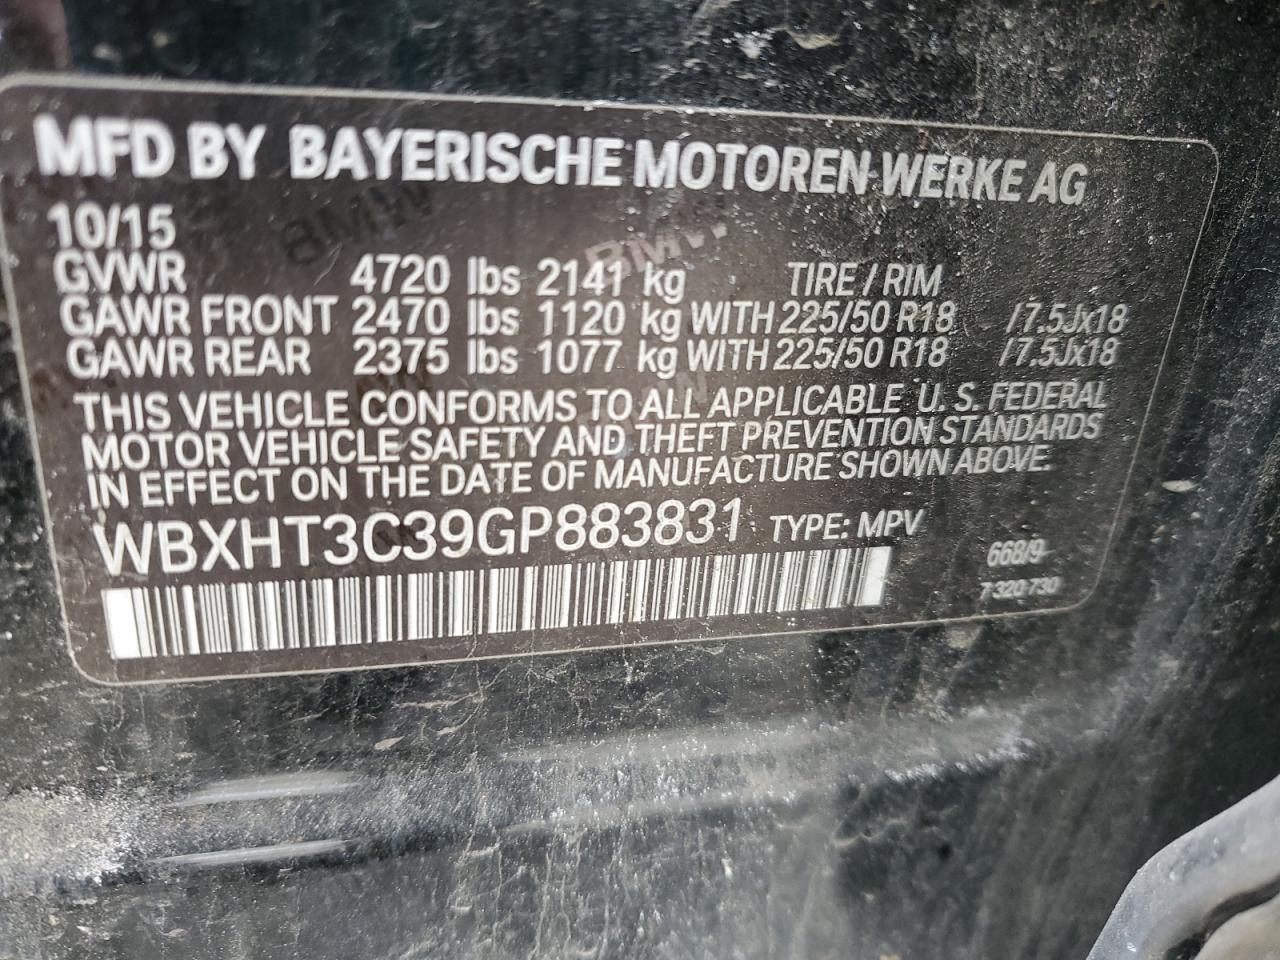 MFD BY BAYERISCHE MOTOREN WERKE AG
10/15
GVWR 4720 lbs 2141 kg TIRE / RIM
GAWR FRONT 2470 lbs 1120 kg WITH 225/50 R18 /7.5Jx18
GAWR REAR 2375 lbs 1077 kg WITH 225/50 R18 /7.5Jx18
THIS VEHICLE CONFORMS TO ALL APPLICABLE U. S. FEDERAL
MOTOR VEHICLE SAFETY AND THEFT PREVENTION STANDARDS
IN EFFECT ON THE DATE OF MANUFACTURE SHOWN ABOVE.
WBXHT3C39GP883831 TYPE: MPV
668/9
7 320 730
BMW
BMW